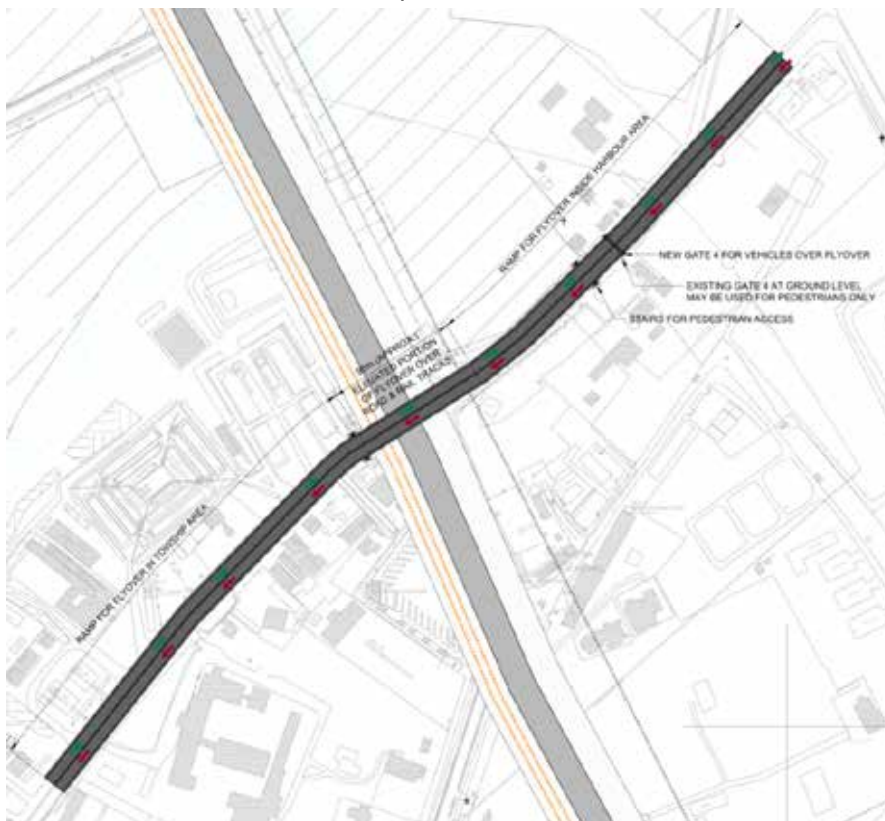 RAMP FOR FLYOVER INSIDE HARBOUR AREA
NEW GATE 4 FOR VEHICLES OVER FLYOVER
EXISTING GATE 4 AT GROUND LEVEL
MAY BE USED FOR PEDESTRIANS ONLY
STAIRS FOR PEDESTRIAN ACCESS
(APPROX.)
ELEVATED PORTION
OF FLYOVER OVER
ROAD & RAIL TRACKS
RAMP FOR FLYOVER IN TOWNSHIP AREA